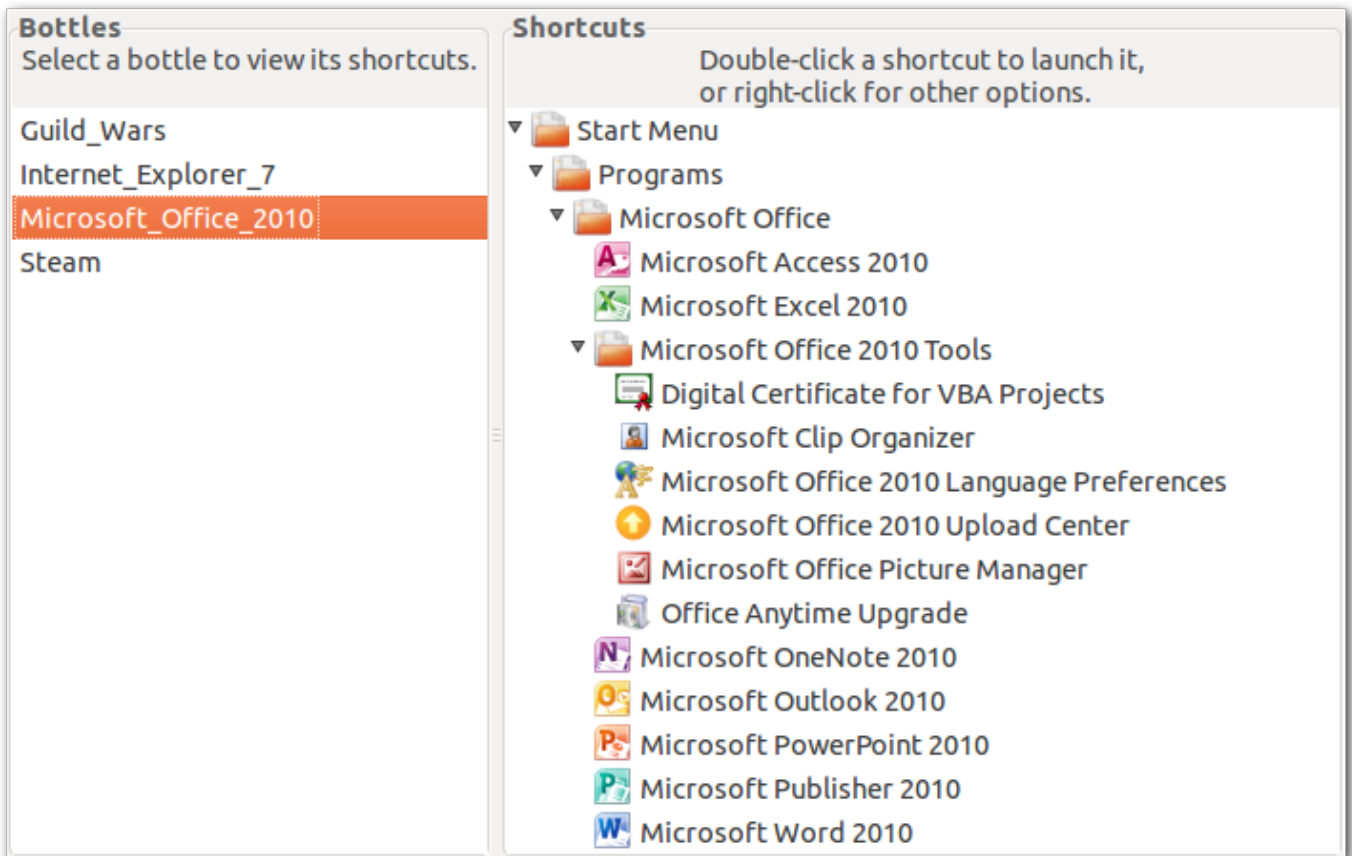 Bottles
Select a bottle to view its shortcuts.
Guild_Wars
Internet_Explorer_7
Microsoft_Office_2010
Steam
Shortcuts
Double-click a shortcut to launch it,
or right-click for other options.
Start Menu
Programs
Microsoft Office
Microsoft Access 2010
Microsoft Excel 2010
Microsoft Office 2010 Tools
Digital Certificate for VBA Projects
Microsoft Clip Organizer
Microsoft Office 2010 Language Preferences
Microsoft Office 2010 Upload Center
Microsoft Office Picture Manager
Office Anytime Upgrade
Microsoft OneNote 2010
Microsoft Outlook 2010
Microsoft PowerPoint 2010
Microsoft Publisher 2010
Microsoft Word 2010